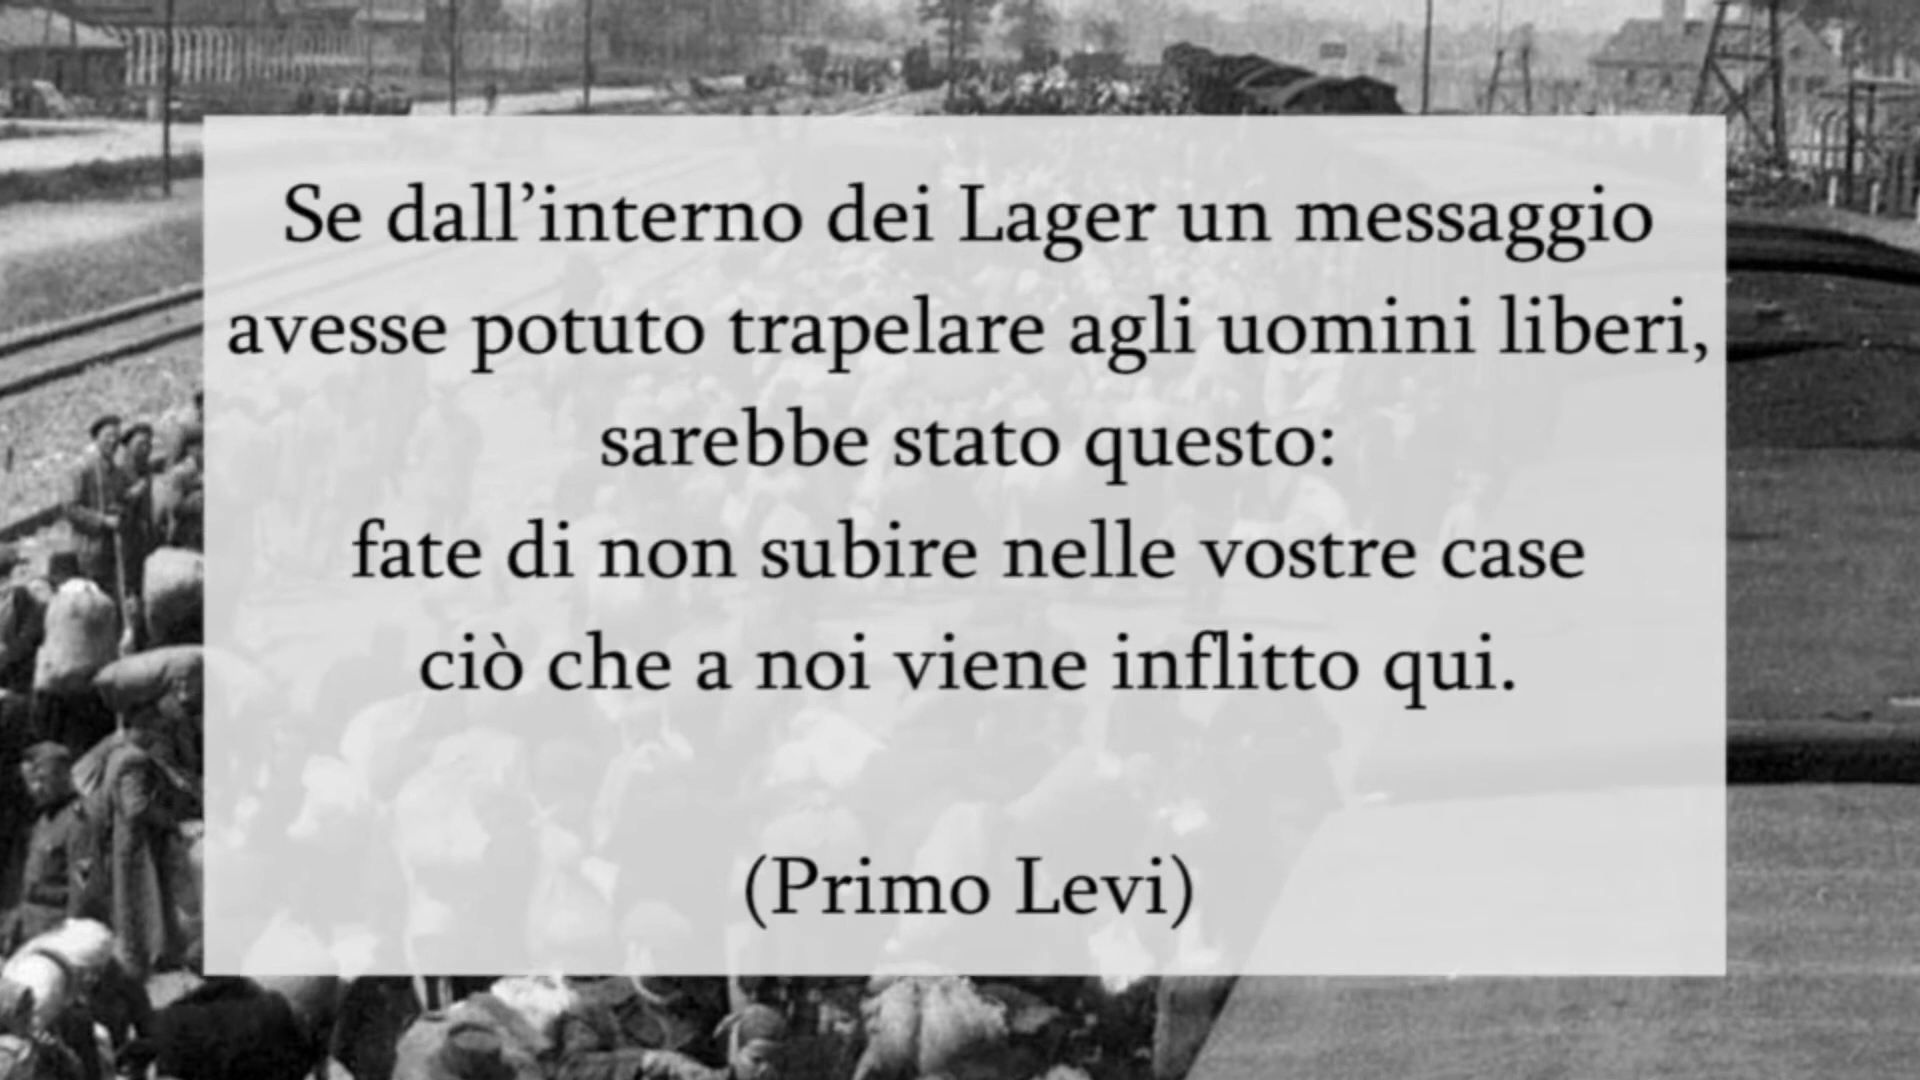 Se dall’interno dei Lager un messaggio
avesse potuto trapelare agli uomini liberi,
sarebbe stato questo:
fate di non subire nelle vostre case
ciò che a noi viene inflitto qui.
(Primo Levi)